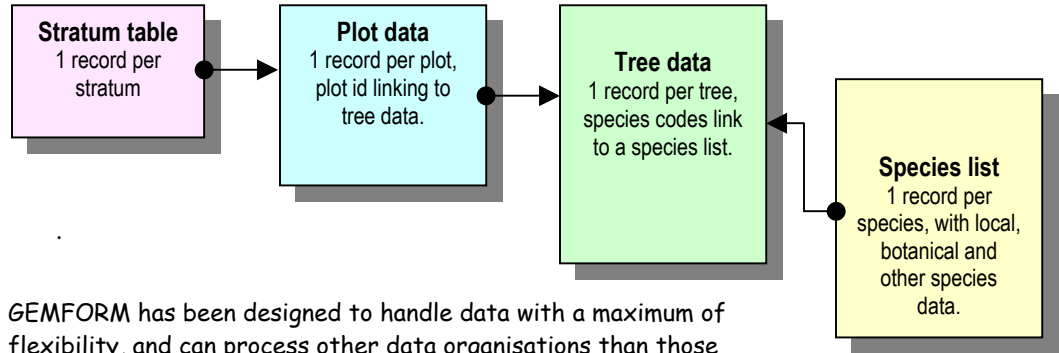 Stratum table
1 record per
stratum
Plot data
1 record per plot,
plot id linking to
tree data.
Tree data
1 record per tree,
species codes link
to a species list.
Species list
1 record per
species, with local,
botanical and
other species
data.
.
GEMFORM has been designed to handle data with a maximum of
flexibility, and can process other data organisations than those